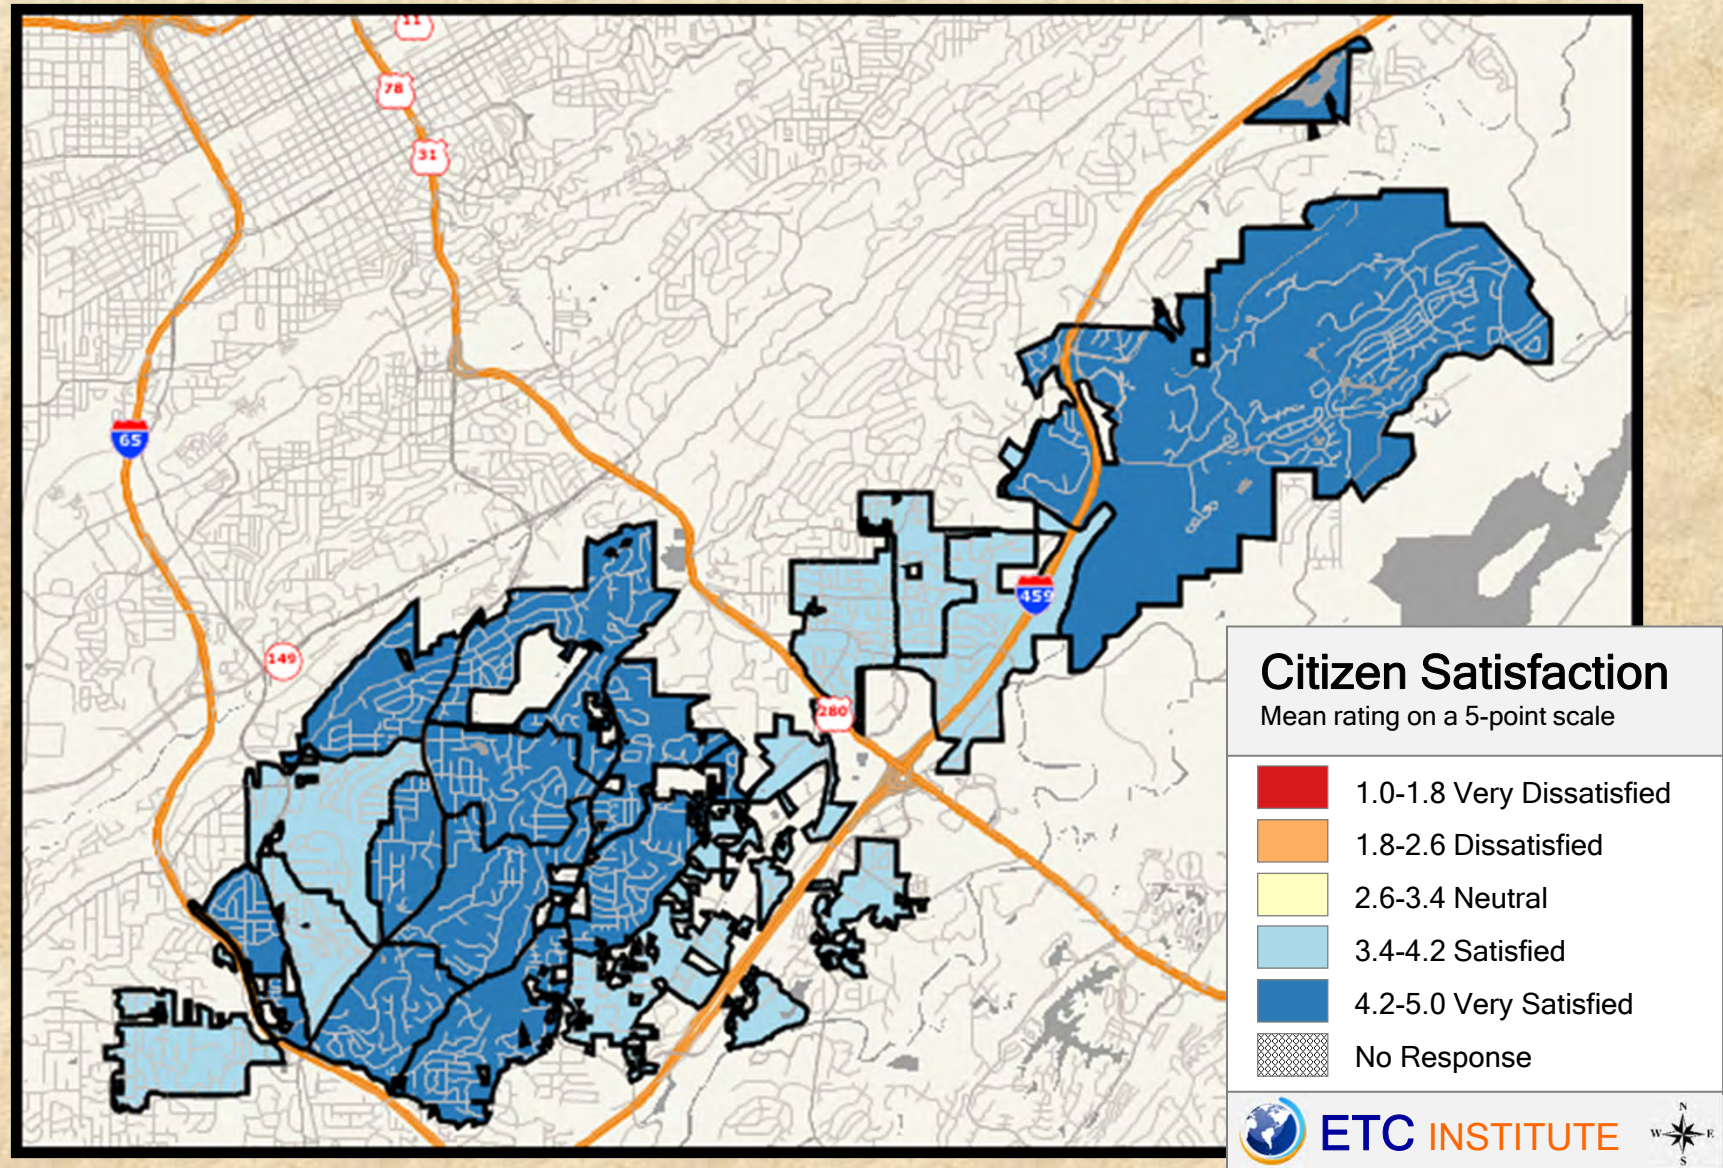 11
78
31
65
149
459
280
Citizen Satisfaction
Mean rating on a 5-point scale
1.0-1.8 Very Dissatisfied
1.8-2.6 Dissatisfied
2.6-3.4 Neutral
3.4-4.2 Satisfied
4.2-5.0 Very Satisfied
No Response
ETC INSTITUTE
N
W E
S